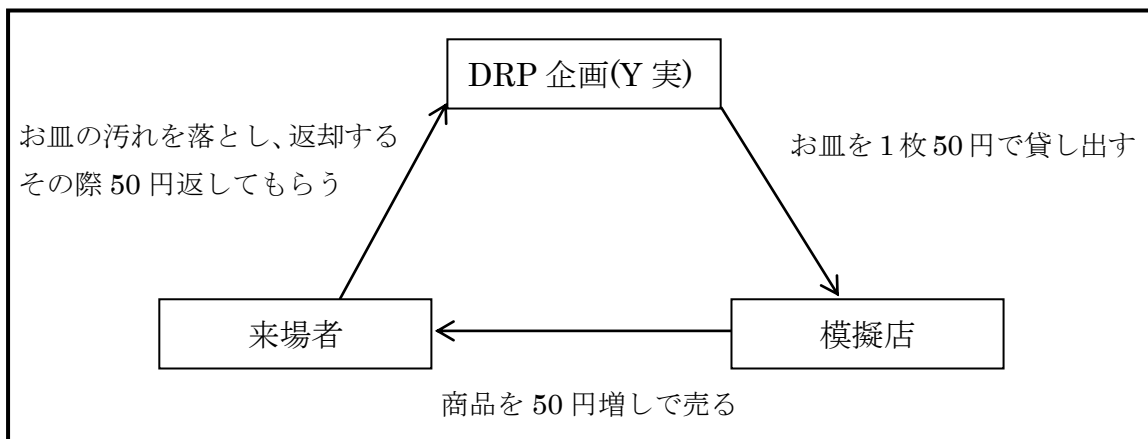 DRP 企画(Y 実)
お皿の汚れを落とし、返却する
その際 50 円返してもらう
お皿を 1 枚 50 円で貸し出す
来場者
模擬店
商品を 50 円増しで売る